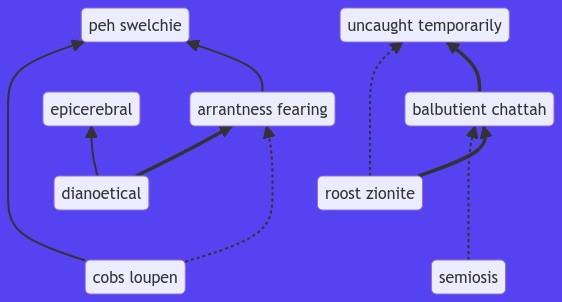 peh swelchie
uncaught temporarily
epicerebral
arrantness fearing
balbutient chattah
dianoetical
roost zionite
cobs loupen
semiosis